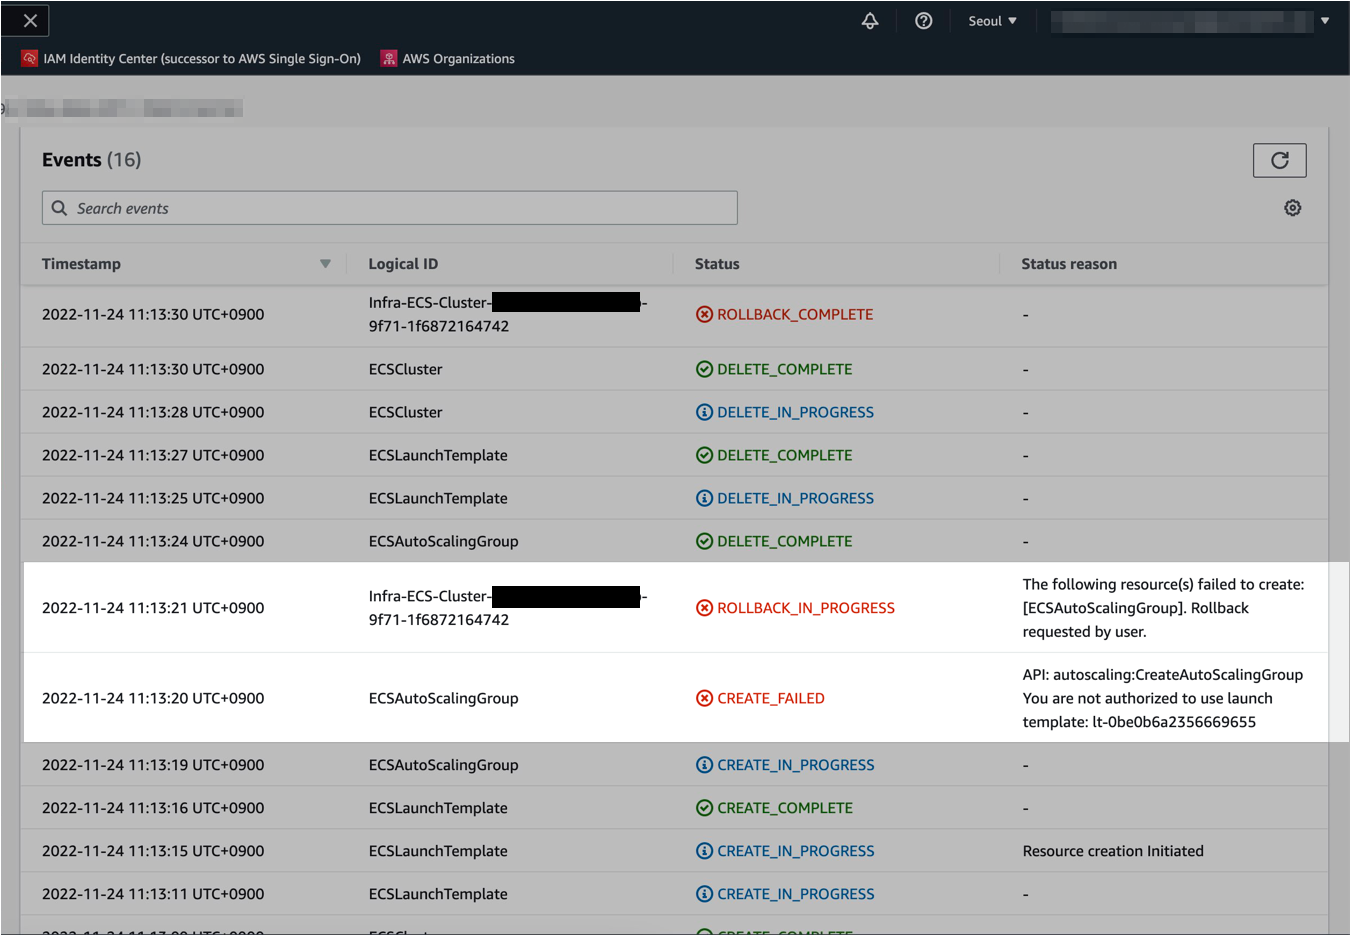 Seoul ▼
IAM Identity Center (successor to AWS Single Sign-On) AWS Organizations
Events (16)
Search events
Timestamp Logical ID Status Status reason
2022-11-24 11:13:30 UTC+0900 Infra-ECS-Cluster- - ROLLBACK_COMPLETE -
9f71-1f6872164742
2022-11-24 11:13:30 UTC+0900 ECSCluster DELETE_COMPLETE -
2022-11-24 11:13:28 UTC+0900 ECSCluster DELETE_IN_PROGRESS -
2022-11-24 11:13:27 UTC+0900 ECSLaunchTemplate DELETE_COMPLETE -
2022-11-24 11:13:25 UTC+0900 ECSLaunchTemplate DELETE_IN_PROGRESS -
2022-11-24 11:13:24 UTC+0900 ECSAutoScalingGroup DELETE_COMPLETE -
2022-11-24 11:13:21 UTC+0900 Infra-ECS-Cluster- - ROLLBACK_IN_PROGRESS The following resource(s) failed to create:
9f71-1f6872164742 [ECSAutoScalingGroup]. Rollback
requested by user.
2022-11-24 11:13:20 UTC+0900 ECSAutoScalingGroup CREATE_FAILED API: autoscaling:CreateAutoScalingGroup
You are not authorized to use launch
template: lt-0be0b6a2356669655
2022-11-24 11:13:19 UTC+0900 ECSAutoScalingGroup CREATE_IN_PROGRESS -
2022-11-24 11:13:16 UTC+0900 ECSLaunchTemplate CREATE_COMPLETE -
2022-11-24 11:13:15 UTC+0900 ECSLaunchTemplate CREATE_IN_PROGRESS Resource creation Initiated
2022-11-24 11:13:11 UTC+0900 ECSLaunchTemplate CREATE_IN_PROGRESS -